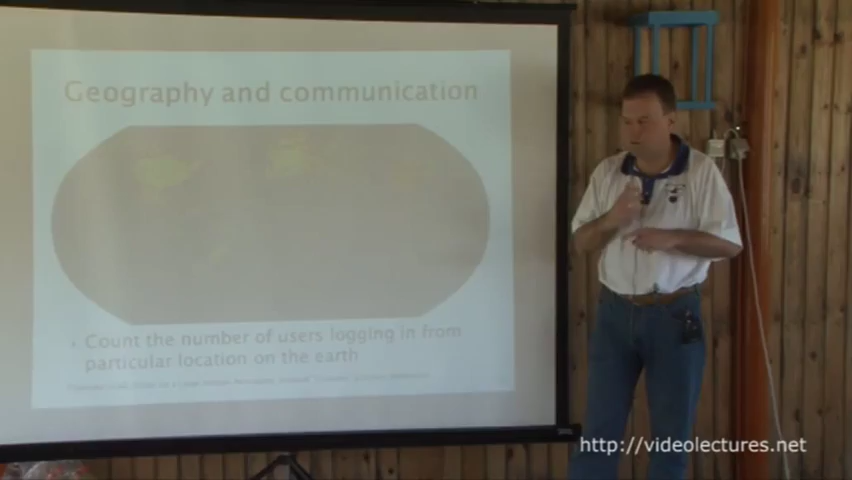 Geography and communication
Count the number of users logging in from
particular location on the earth
http://videolectures.net